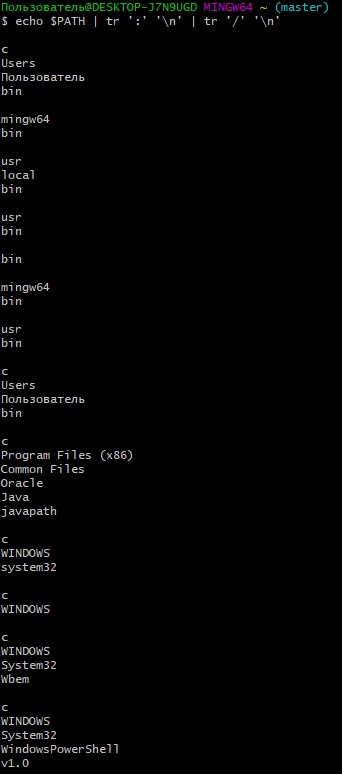 Пользователь@DESKTOP-J7N9UGD MINGW64 ~ (master)
$ echo $PATH | tr ':' '\n' | tr '/' '\n'
c
Users
Пользователь
bin
mingw64
bin
usr
local
bin
usr
bin
bin
mingw64
bin
usr
bin
c
Users
Пользователь
bin
c
Program Files (x86)
Common Files
Oracle
Java
javapath
c
WINDOWS
system32
c
WINDOWS
c
WINDOWS
System32
Wbem
c
WINDOWS
System32
WindowsPowerShell
v1.0